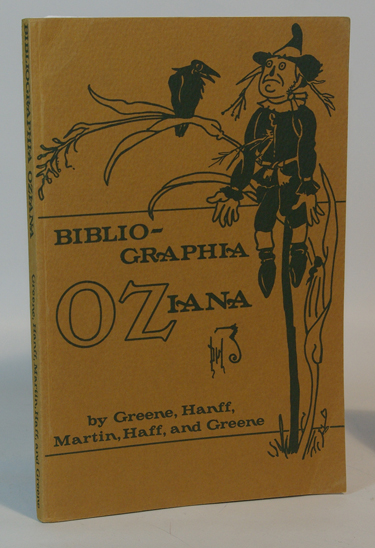 BIBLIO-
GRAPHIA
OZIANA
by Greene, Hanff,
Martin, Haff, and Greene
BIBLIOGRAPHIA OZIANA
Greene, Hanff, Martin, Haff, and Greene